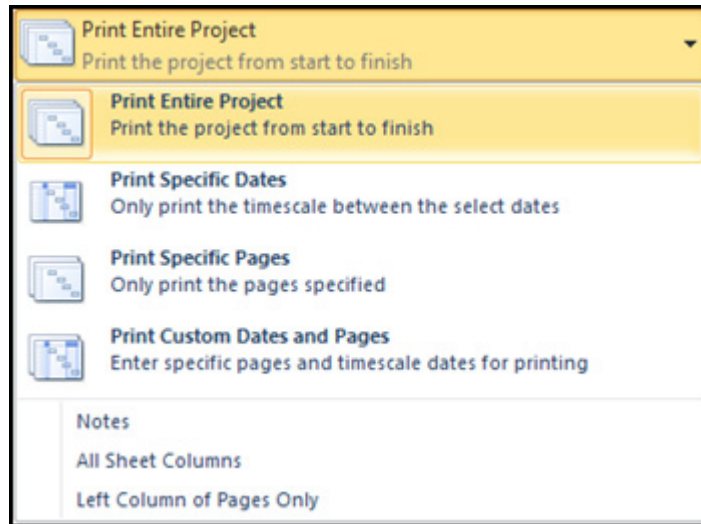 Print Entire Project
Print the project from start to finish
Print Entire Project
Print the project from start to finish
Print Specific Dates
Only print the timescale between the select dates
Print Specific Pages
Only print the pages specified
Print Custom Dates and Pages
Enter specific pages and timescale dates for printing
Notes
All Sheet Columns
Left Column of Pages Only